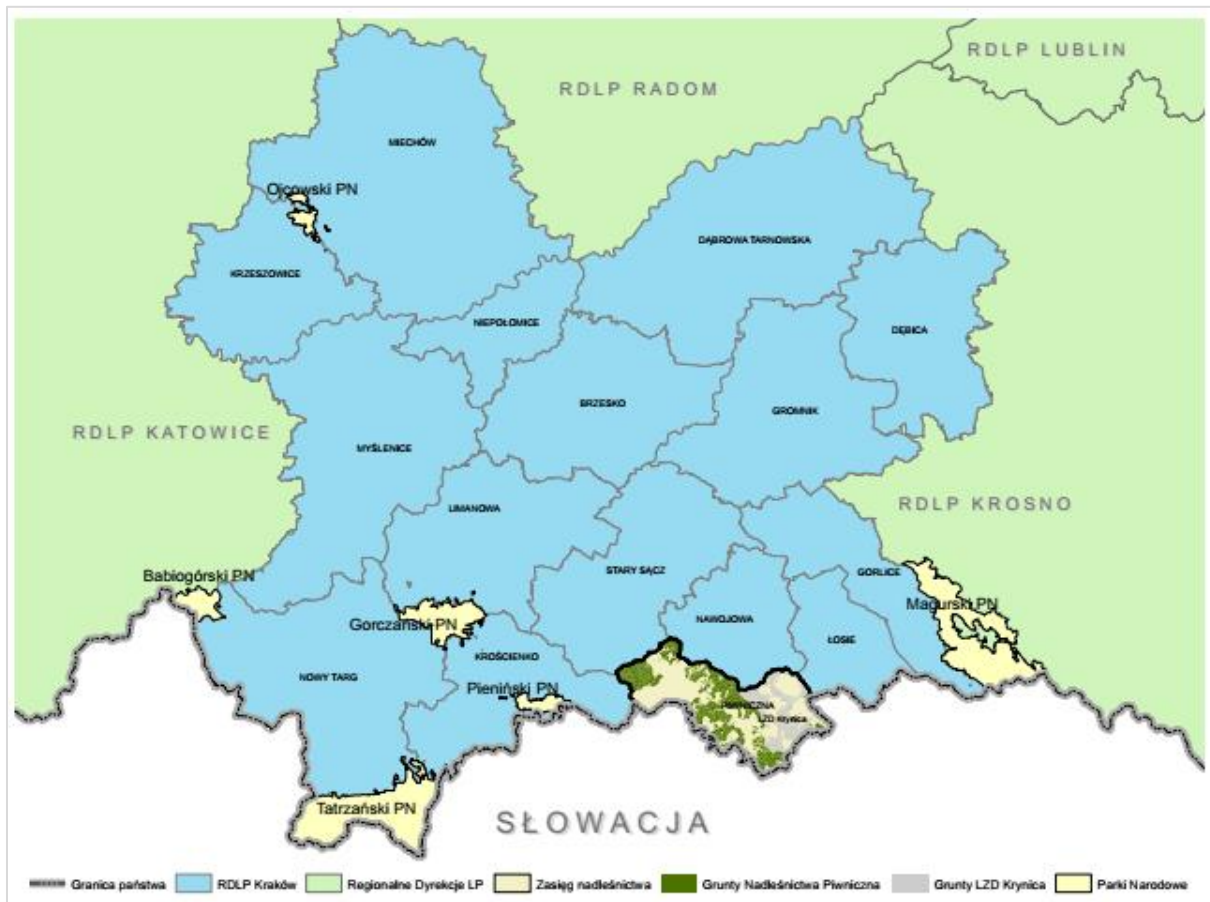 RDLP LUBLIN
RDLP RADOM
MIECHÓW
Ojcowski PN
DĄBROWA TARNOWSKA
KRZESZOWICE
NIEPOŁOMICE
DĘBICA
BRZESKO
GROMNIK
RDLP KATOWICE
MYŚLENICE
LIMANOWA
RDLP KROSNO
STARY SĄCZ
GORLICE
Babiogórski PN
Magurski PN
Gorczański PN
NAWOJOWA
ŁOSIE
KROŚCIENKO
NOWY TARG
Pieniński PN
PIWNICZNA
LZD Krynica
Tatrzański PN
SŁOWACJA
Granica państwa RDLP Kraków Regionalne Dyrekcje LP Zasięg nadleśnictwa Grunty Nadleśnictwa Piwniczna Grunty LZD Krynica Parki Narodowe